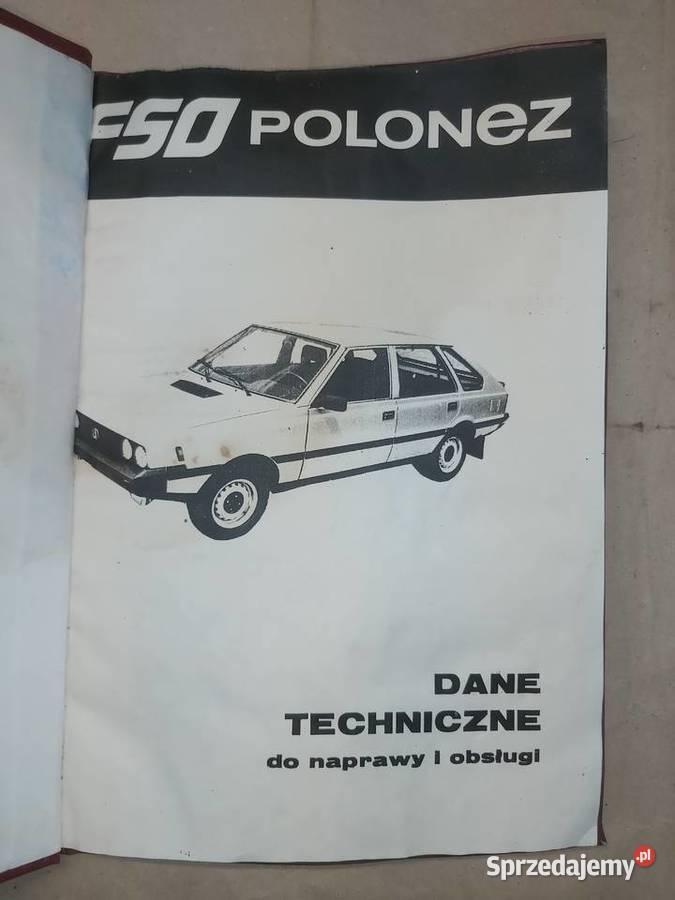 FSO POLONEZ
DANE
TECHNICZNE
do naprawy i obsługi
Sprzedajemy.pl